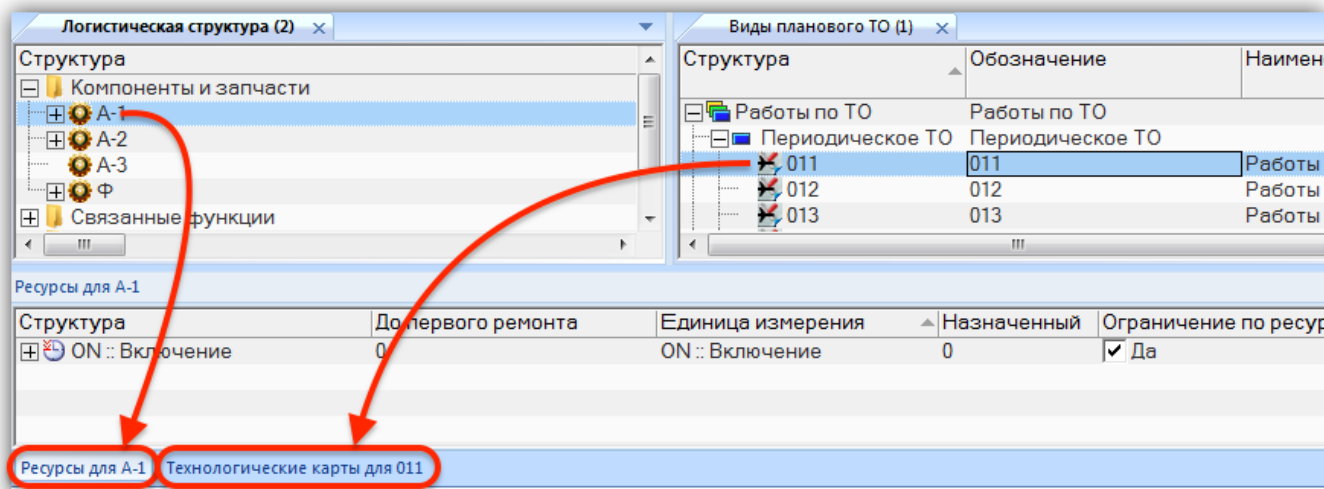 Логистическая структура (2)
Структура
Компоненты и запчасти
А-1
А-2
А-3
Ф
Связанные функции
Виды планового ТО (1)
Структура Обозначение Наимен
Работы по ТО Работы по ТО
Периодическое ТО Периодическое ТО
011 011 Работы
012 012 Работы
013 013 Работы
Ресурсы для А-1
Структура До первого ремонта Единица измерения Назначенный Ограничение по ресур
ON :: Включение 0 ON :: Включение 0 Да
Ресурсы для А-1 Технологические карты для 011